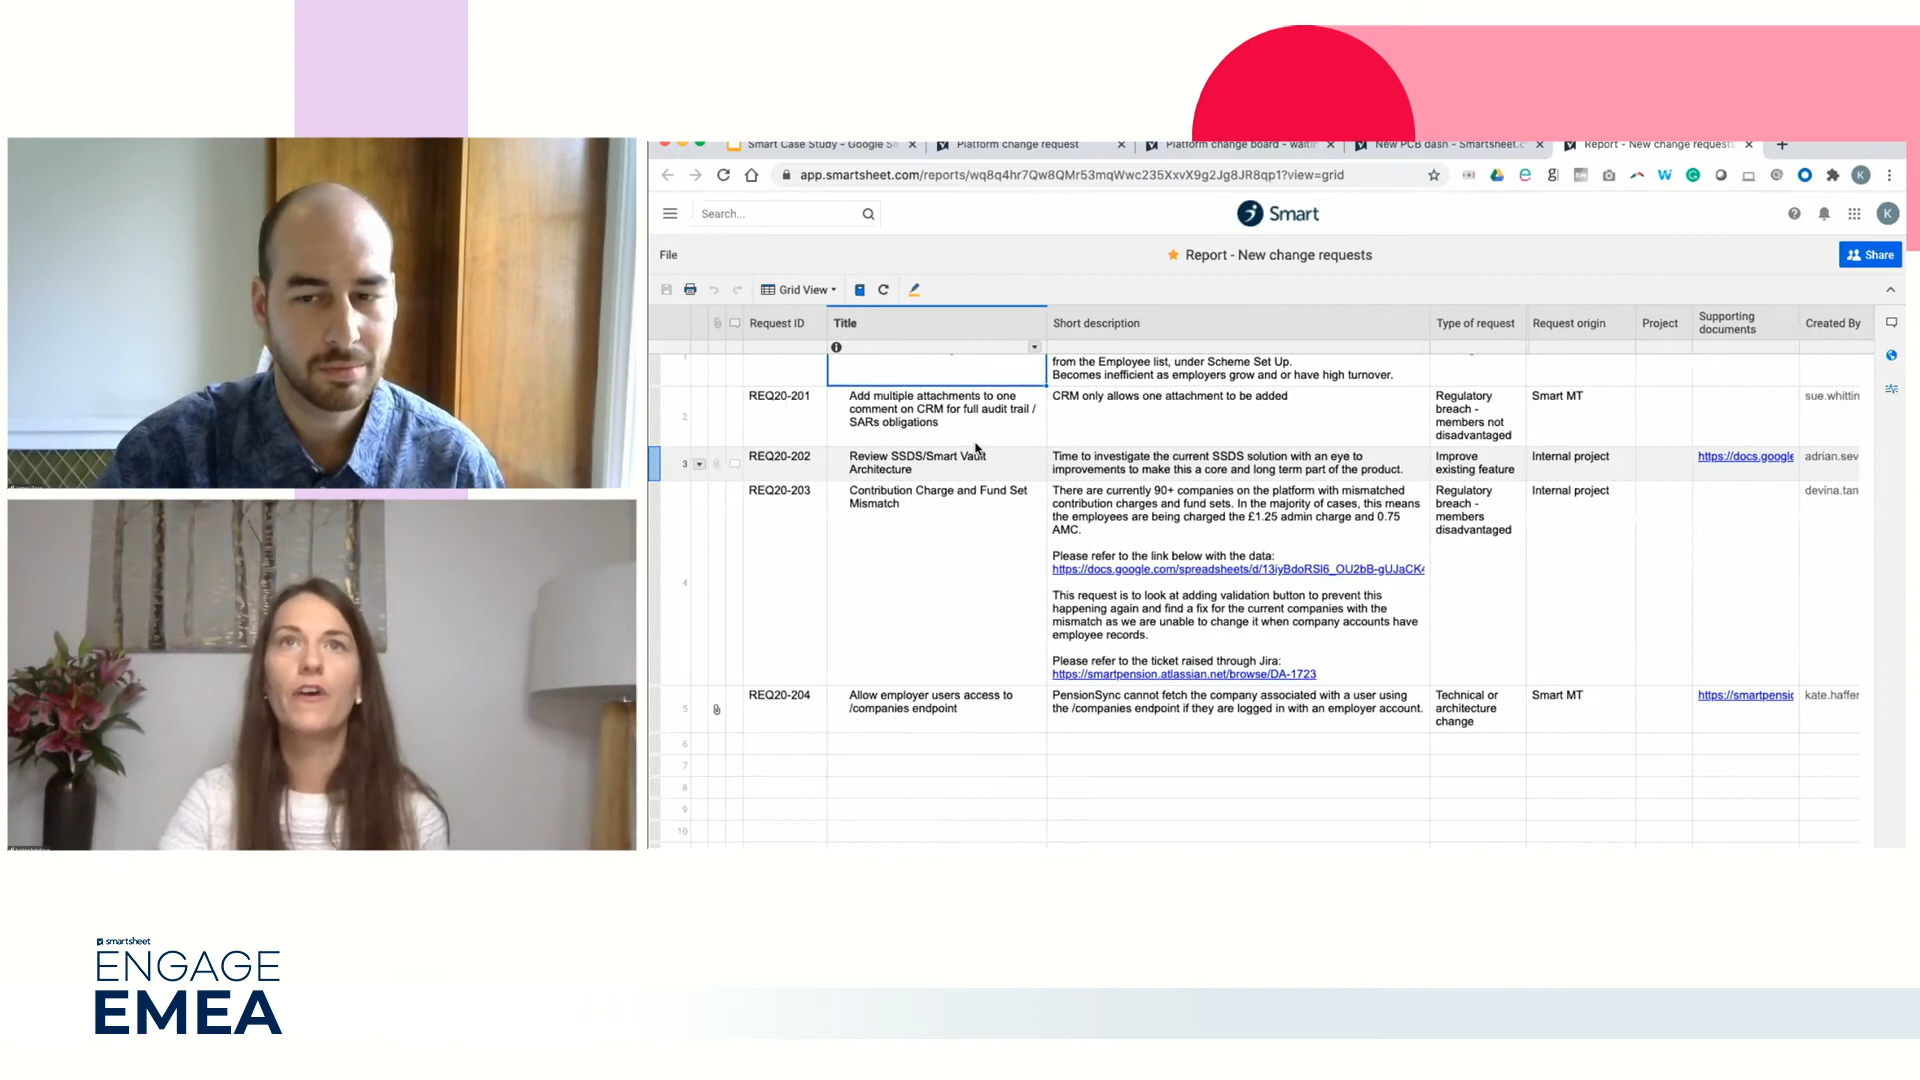 Smart Case Study - Google Sli
Platform change request
Platform change board - waitin
New PCB dash - Smartsheet.c
Report - New change requests
app.smartsheet.com/reports/wq8q4hr7Qw8QMr53mqWwc235XxvX9g2Jg8JR8qp1?view=grid
K
Search...
Smart
K
File
Report - New change requests
Share
Grid View
Request ID
Title
Short description
Type of request
Request origin
Project
Supporting
documents
Created By
1
from the Employee list, under Scheme Set Up.
Becomes inefficient as employers grow and or have high turnover.
2
REQ20-201
Add multiple attachments to one
comment on CRM for full audit trail /
SARs obligations
CRM only allows one attachment to be added
Regulatory
breach -
members not
disadvantaged
Smart MT
sue.whittin
3
REQ20-202
Review SSDS/Smart Vault
Architecture
Time to investigate the current SSDS solution with an eye to
improvements to make this a core and long term part of the product.
Improve
existing feature
Internal project
https://docs.google
adrian.sev
4
REQ20-203
Contribution Charge and Fund Set
Mismatch
There are currently 90+ companies on the platform with mismatched
contribution charges and fund sets. In the majority of cases, this means
the employees are being charged the £1.25 admin charge and 0.75
AMC.
Please refer to the link below with the data:
https://docs.google.com/spreadsheets/d/13iyBdoRSl6_OU2bB-gUJaCK4
This request is to look at adding validation button to prevent this
happening again and find a fix for the current companies with the
mismatch as we are unable to change it when company accounts have
employee records.
Please refer to the ticket raised through Jira:
https://smartpension.atlassian.net/browse/DA-1723
Regulatory
breach -
members
disadvantaged
Internal project
devina.tan
5
REQ20-204
Allow employer users access to
/companies endpoint
PensionSync cannot fetch the company associated with a user using
the /companies endpoint if they are logged in with an employer account.
Technical or
architecture
change
Smart MT
https://smartpensic
kate.haffer
6
7
8
9
10
smartsheet
ENGAGE
EMEA